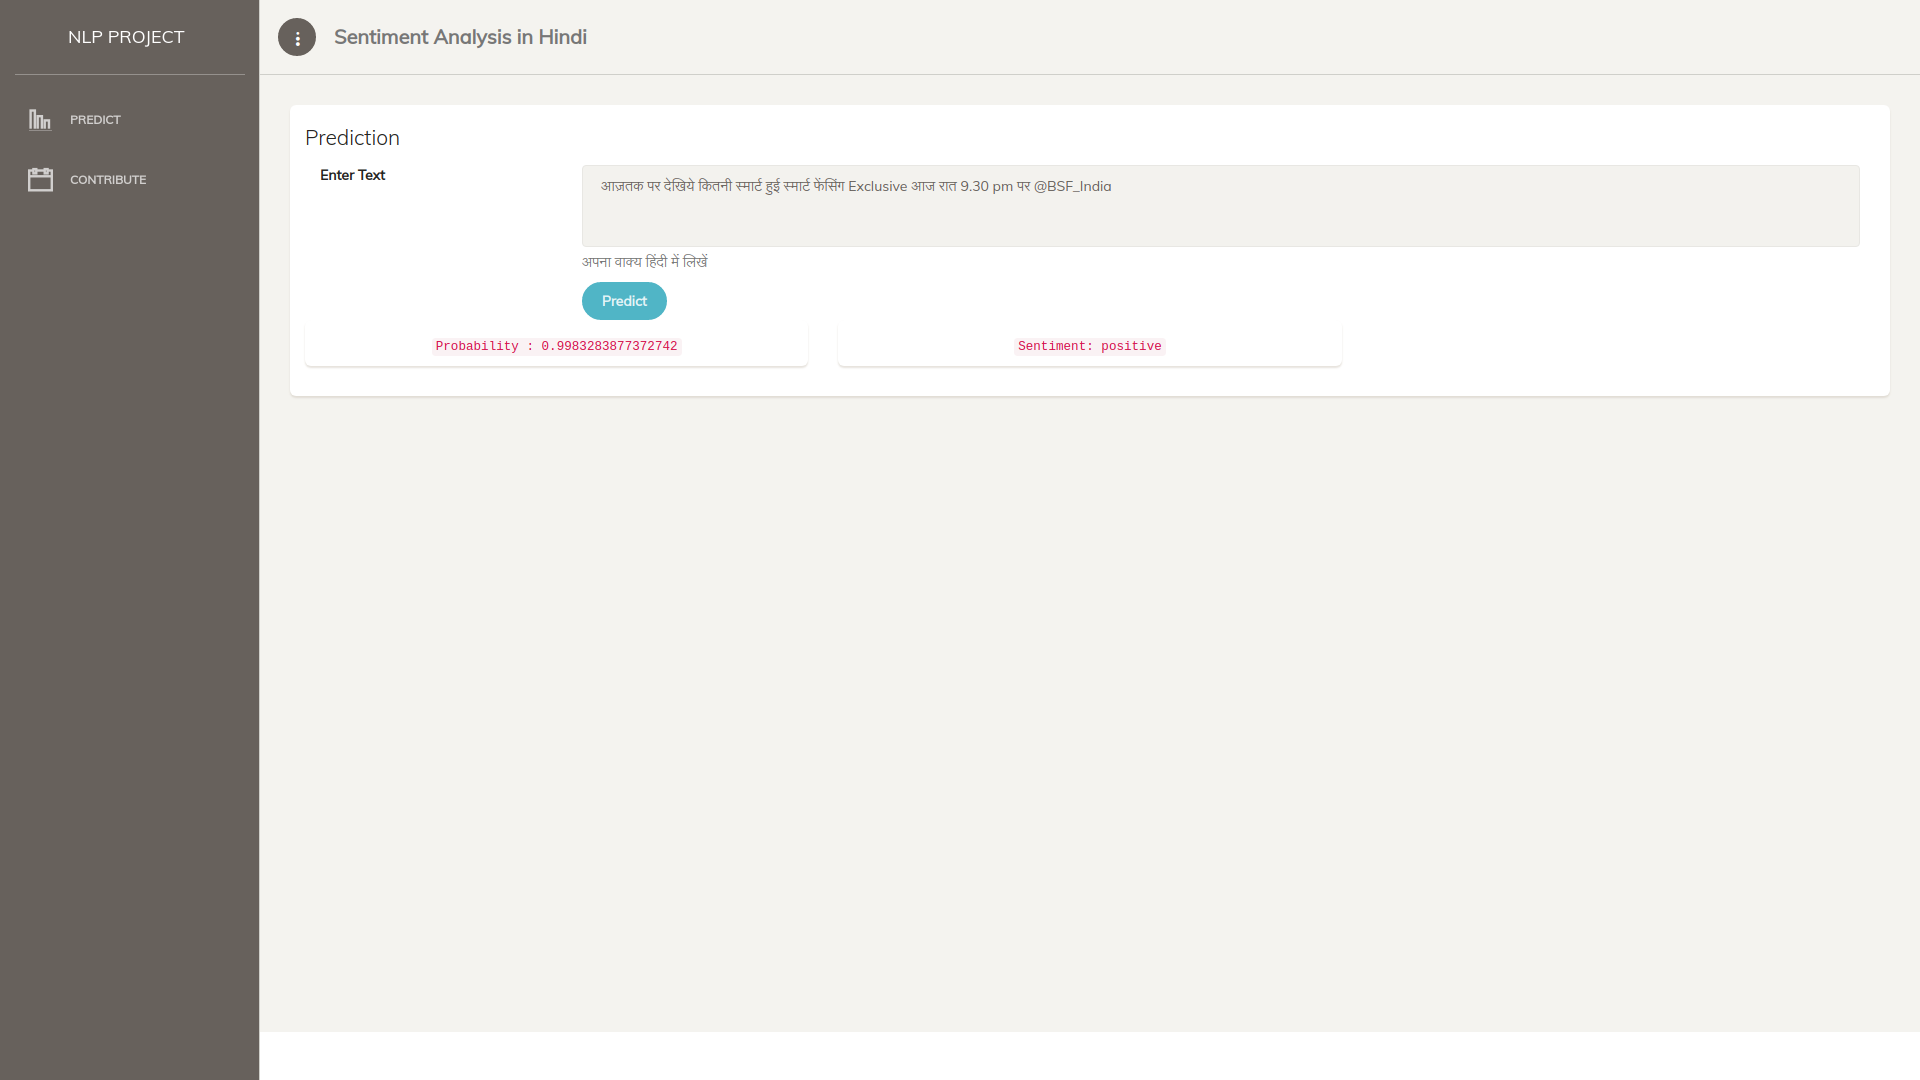 NLP PROJECT
PREDICT
CONTRIBUTE
Sentiment Analysis in Hindi
Prediction
Enter Text
आज़तक पर देखिये कितनी स्मार्ट हुई स्मार्ट फेंसिंग Exclusive आज रात 9.30 pm पर @BSF_India
अपना वाक्य हिंदी में लिखें
Predict
Probability : 0.9983283877372742
Sentiment: positive